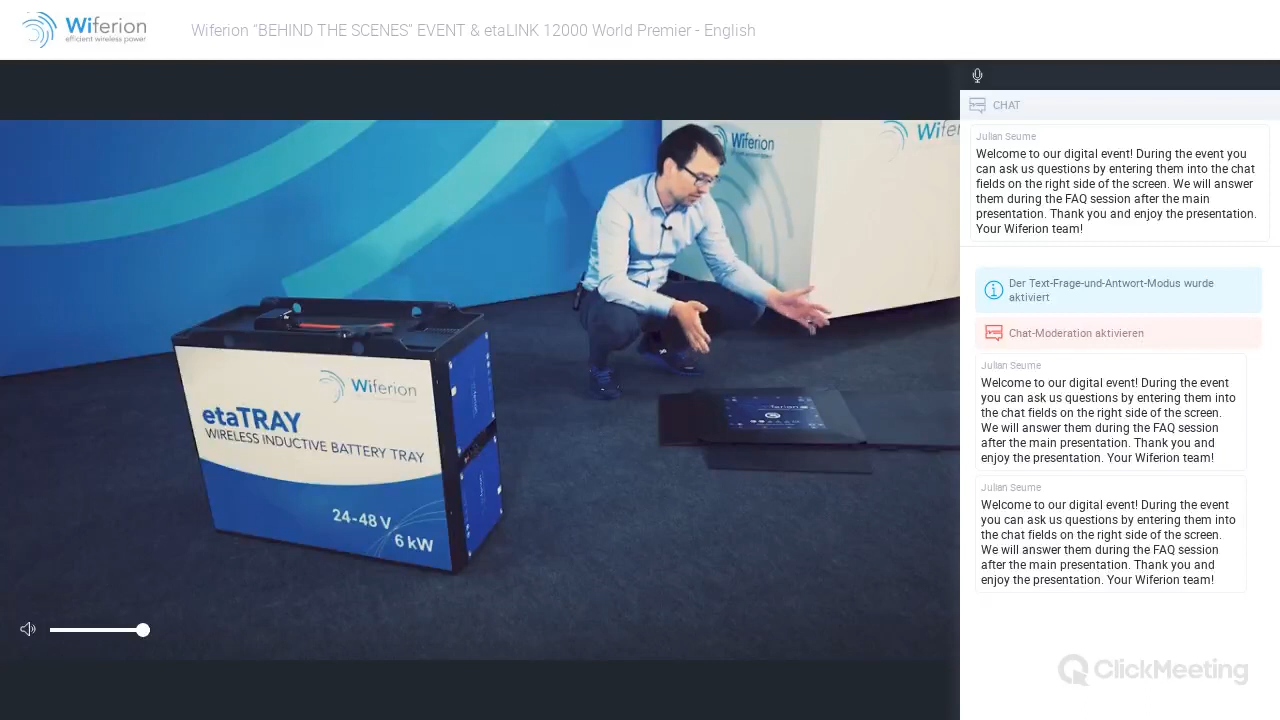 Wiferion
efficient wireless power
Wiferion “BEHIND THE SCENES” EVENT & etaLINK 12000 World Premier - English
Wiferion
Wiferion
etaTRAY
WIRELESS INDUCTIVE BATTERY TRAY
24-48 V
6 kW
CHAT
Julian Seume
Welcome to our digital event! During the event you
can ask us questions by entering them into the chat
fields on the right side of the screen. We will answer
them during the FAQ session after the main
presentation. Thank you and enjoy the presentation.
Your Wiferion team!
Der Text-Frage-und-Antwort-Modus wurde
aktiviert
Chat-Moderation aktivieren
Julian Seume
Welcome to our digital event! During the event
you can ask us questions by entering them into
the chat fields on the right side of the screen.
We will answer them during the FAQ session
after the main presentation. Thank you and
enjoy the presentation. Your Wiferion team!
Julian Seume
Welcome to our digital event! During the event
you can ask us questions by entering them into
the chat fields on the right side of the screen.
We will answer them during the FAQ session
after the main presentation. Thank you and
enjoy the presentation. Your Wiferion team!
ClickMeeting